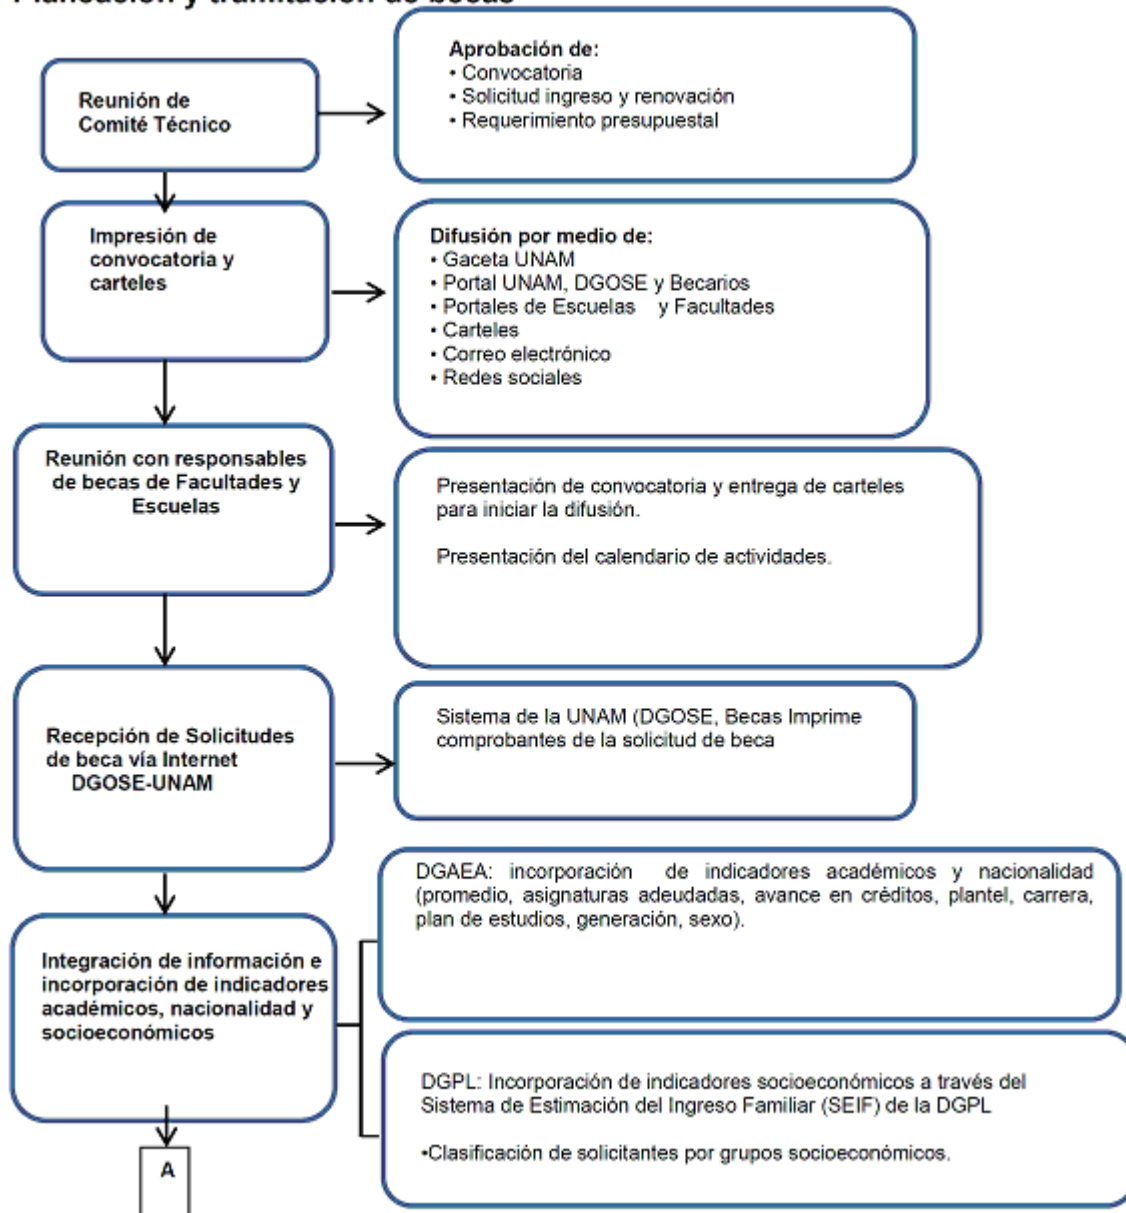 Planeación y tramitación de becas
Reunión de
Comité Técnico
Aprobación de:
• Convocatoria
• Solicitud ingreso y renovación
• Requerimiento presupuestal
Impresión de
convocatoria y
carteles
Difusión por medio de:
• Gaceta UNAM
• Portal UNAM, DGOSE y Becarios
• Portales de Escuelas y Facultades
• Carteles
• Correo electrónico
• Redes sociales
Reunión con responsables
de becas de Facultades y
Escuelas
Presentación de convocatoria y entrega de carteles
para iniciar la difusión.
Presentación del calendario de actividades.
Recepción de Solicitudes
de beca vía Internet
DGOSE-UNAM
Sistema de la UNAM (DGOSE, Becas Imprime
comprobantes de la solicitud de beca
Integración de información e
incorporación de indicadores
académicos, nacionalidad y
socioeconómicos
DGAEA: incorporación de indicadores académicos y nacionalidad
(promedio, asignaturas adeudadas, avance en créditos, plantel, carrera,
plan de estudios, generación, sexo).
DGPL: Incorporación de indicadores socioeconómicos a través del
Sistema de Estimación del Ingreso Familiar (SEIF) de la DGPL
•Clasificación de solicitantes por grupos socioeconómicos.
A